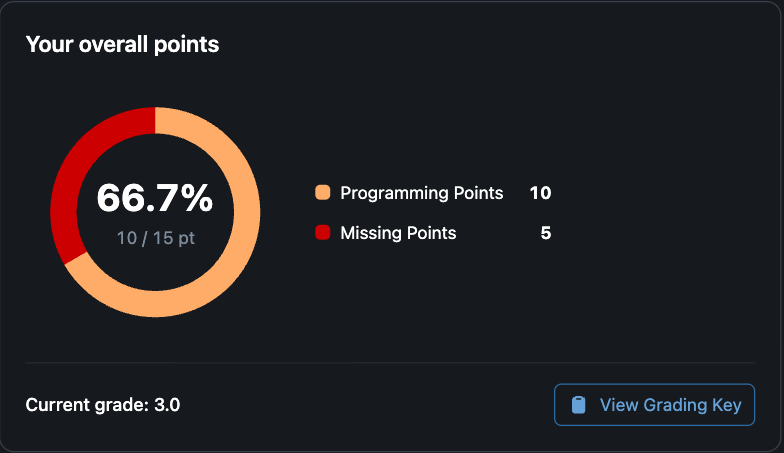 Your overall points
66.7%
10 / 15 pt
Programming Points 10
Missing Points 5
Current grade: 3.0
View Grading Key